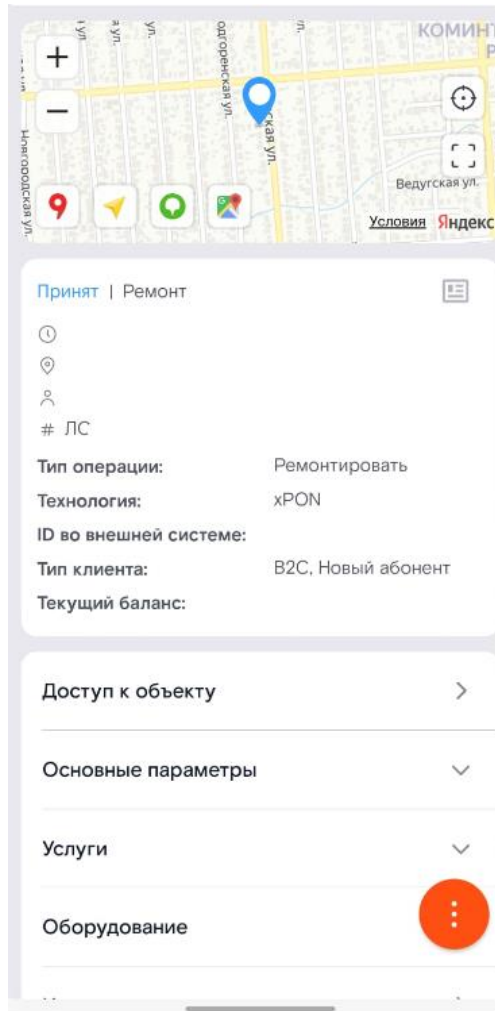 ул.
ул.
КОМИНТ
Р
одгоренская ул.
ская ул.
Новгородская ул.
Ведугская ул.
Условия Яндекс
Принят | Ремонт
# ЛС
Тип операции: Ремонтировать
Технология: xPON
ID во внешней системе:
Тип клиента: B2C, Новый абонент
Текущий баланс:
Доступ к объекту
Основные параметры
Услуги
Оборудование